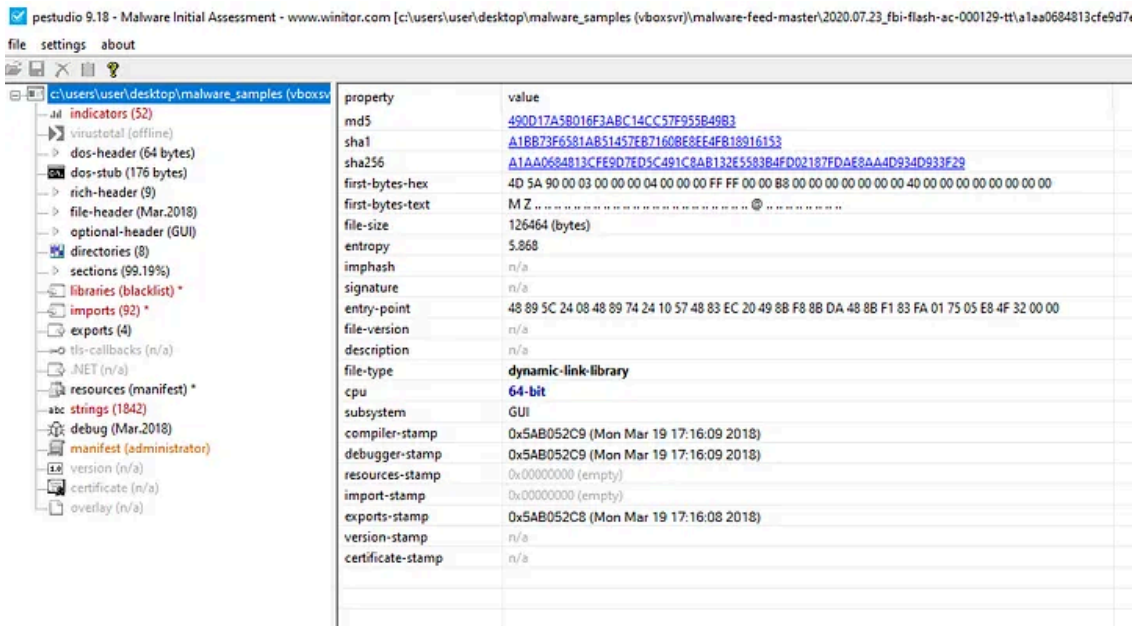 pestudio 9.18 - Malware Initial Assessment - www.winitor.com [c:\users\user\desktop\malware_samples (vboxsvr)\malware-feed-master\2020.07.23_fbi-flash-ac-000129-tt\a1aa0684813cfe9d7e
file settings about
c:\users\user\desktop\malware_samples (vboxsv
indicators (52)
virustotal (offline)
dos-header (64 bytes)
dos-stub (176 bytes)
rich-header (9)
file-header (Mar.2018)
optional-header (GUI)
directories (8)
sections (99.19%)
libraries (blacklist) *
imports (92) *
exports (4)
tls-callbacks (n/a)
.NET (n/a)
resources (manifest) *
abc strings (1842)
debug (Mar.2018)
manifest (administrator)
1.0 version (n/a)
certificate (n/a)
overlay (n/a)
property value
md5 490D17A5B016F3ABC14CC57F955B49B3
sha1 A1BB73F6581AB51457EB7160BE8EE4FB18916153
sha256 A1AA0684813CFE9D7ED5C491C8AB132E5583B4FD02187FDAE8AA4D934D933F29
first-bytes-hex 4D 5A 90 00 03 00 00 00 04 00 00 00 FF FF 00 00 B8 00 00 00 00 00 00 00 40 00 00 00 00 00 00 00
first-bytes-text M Z .. .. .. .. .. .. .. .. .. .. .. .. .. .. .. .. .. .. .. .. @ .. .. .. .. .. .. ..
file-size 126464 (bytes)
entropy 5.868
imphash n/a
signature n/a
entry-point 48 89 5C 24 08 48 89 74 24 10 57 48 83 EC 20 49 8B F8 8B DA 48 8B F1 83 FA 01 75 05 E8 4F 32 00 00
file-version n/a
description n/a
file-type dynamic-link-library
cpu 64-bit
subsystem GUI
compiler-stamp 0x5AB052C9 (Mon Mar 19 17:16:09 2018)
debugger-stamp 0x5AB052C9 (Mon Mar 19 17:16:09 2018)
resources-stamp 0x00000000 (empty)
import-stamp 0x00000000 (empty)
exports-stamp 0x5AB052C8 (Mon Mar 19 17:16:08 2018)
version-stamp n/a
certificate-stamp n/a